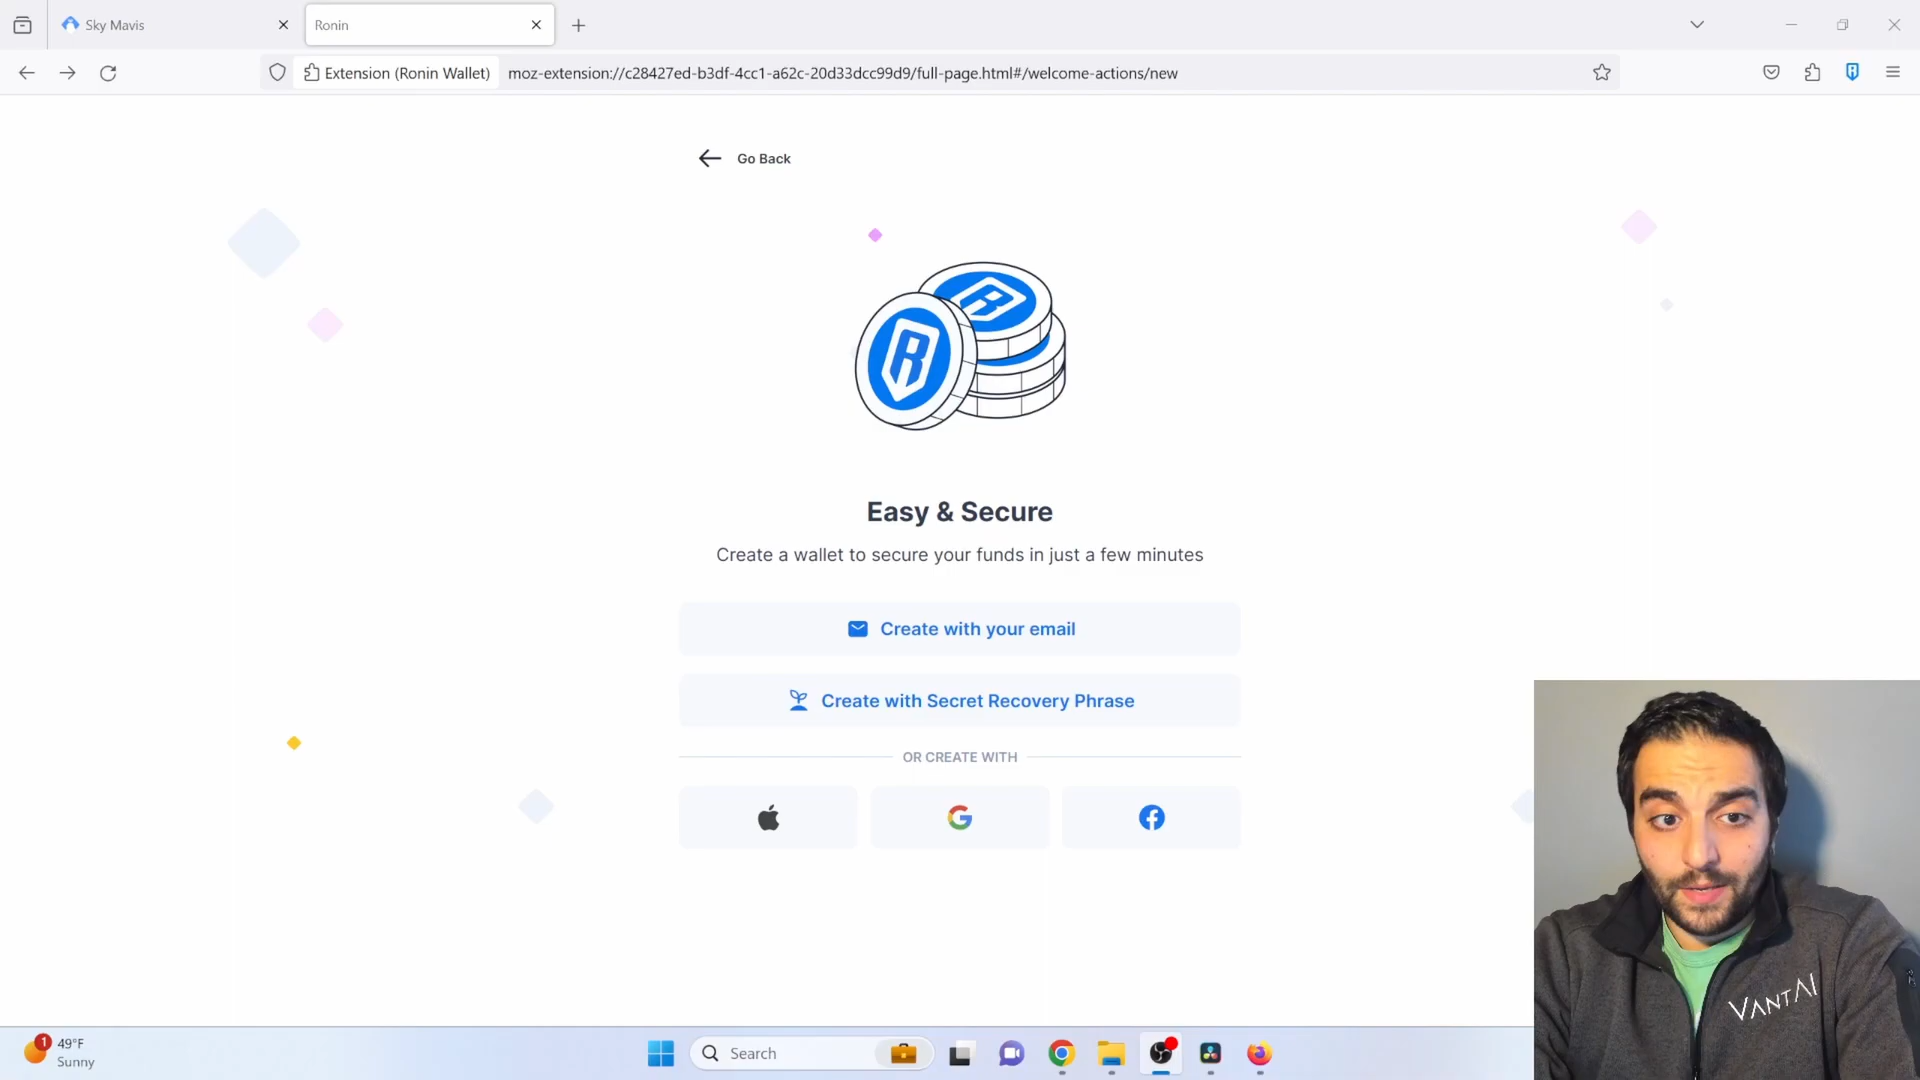 Sky Mavis
Ronin
Extension (Ronin Wallet)
moz-extension://c28427ed-b3df-4cc1-a62c-20d33dcc99d9/full-page.html#/welcome-actions/new
Go Back
Easy & Secure
Create a wallet to secure your funds in just a few minutes
Create with your email
Create with Secret Recovery Phrase
OR CREATE WITH
VANTAI
1
49°F
Sunny
Search